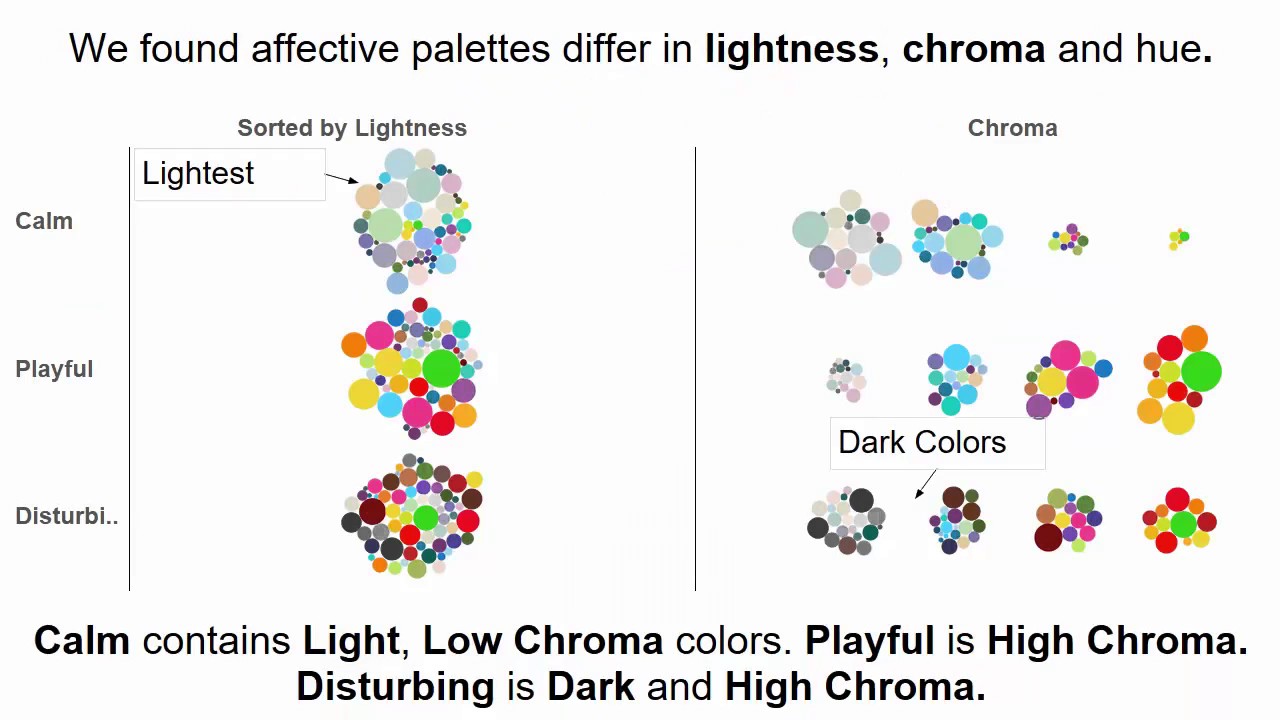 We found affective palettes differ in lightness, chroma and hue.
Sorted by Lightness
Chroma
Lightest
Calm
Playful
Dark Colors
Disturbi..
Calm contains Light, Low Chroma colors. Playful is High Chroma.
Disturbing is Dark and High Chroma.